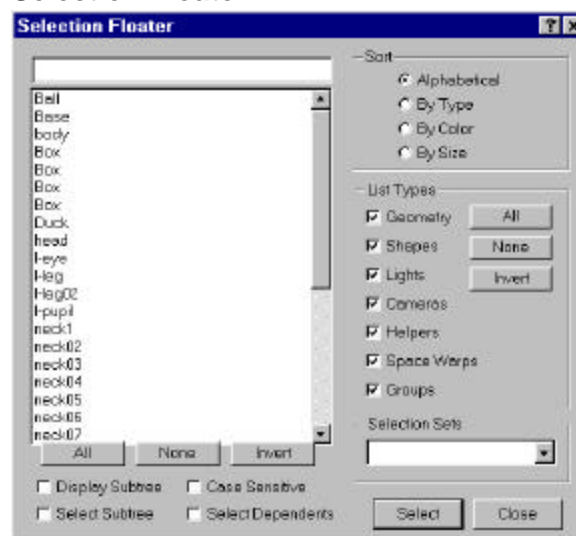 Selection Floater
Sort
Alphabetical
By Type
By Color
By Size
Ball
Base
body
Box
Box
Box
Box
Duck
head
l-eye
l-leg
l-leg02
l-pupil
neck1
neck02
neck03
neck04
neck05
neck06
neck07
All None Invert
Display Subtree Case Sensitive
Select Subtree Select Dependents
List Types
Geometry All
Shapes None
Lights Invert
Cameras
Helpers
Space Warps
Groups
Selection Sets
Select Close